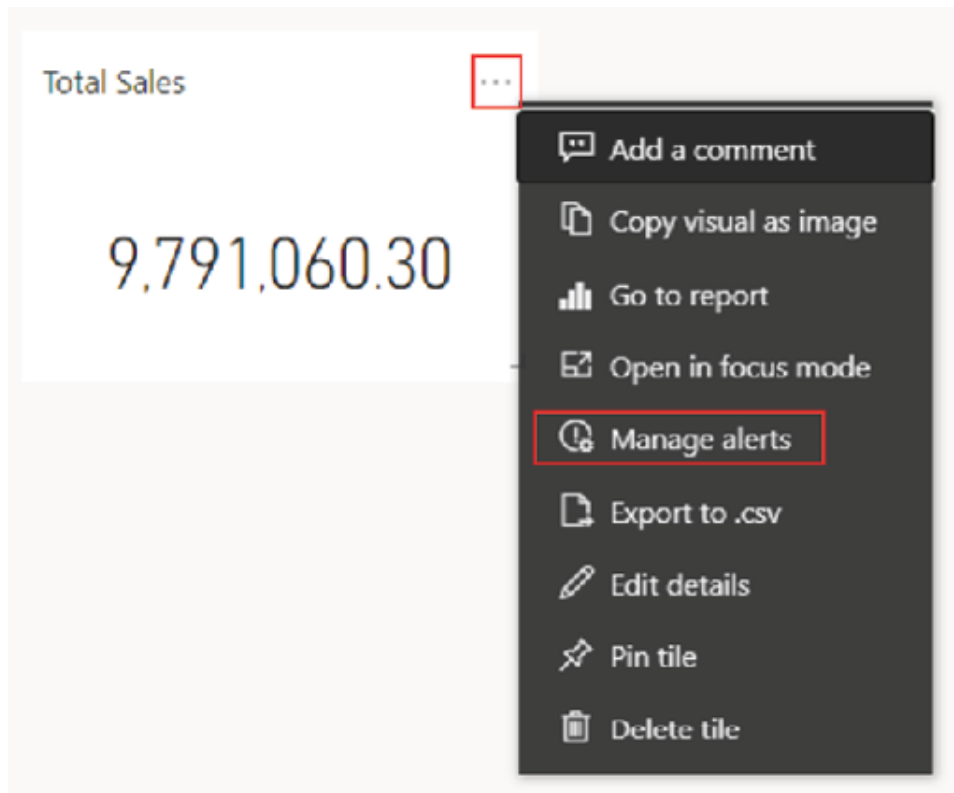 Total Sales
...
9,791,060.30
Add a comment
Copy visual as image
Go to report
Open in focus mode
Manage alerts
Export to .csv
Edit details
Pin tile
Delete tile